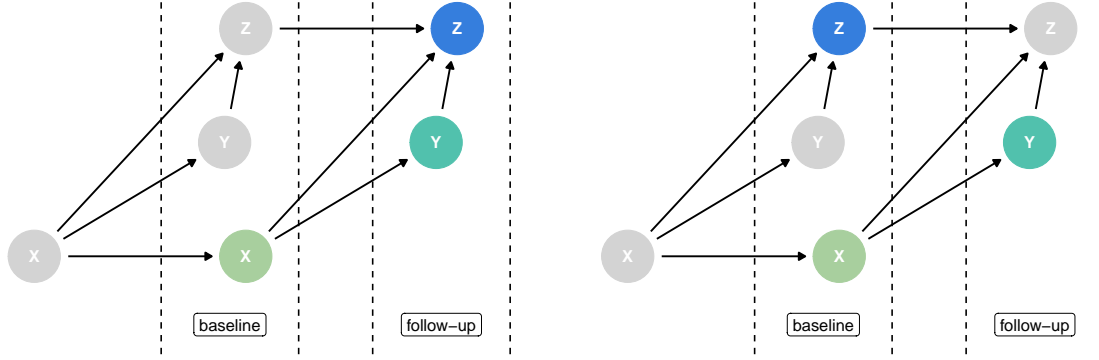 Z Z Z Z
Y Y Y Y
X X X X
baseline follow−up baseline follow−up